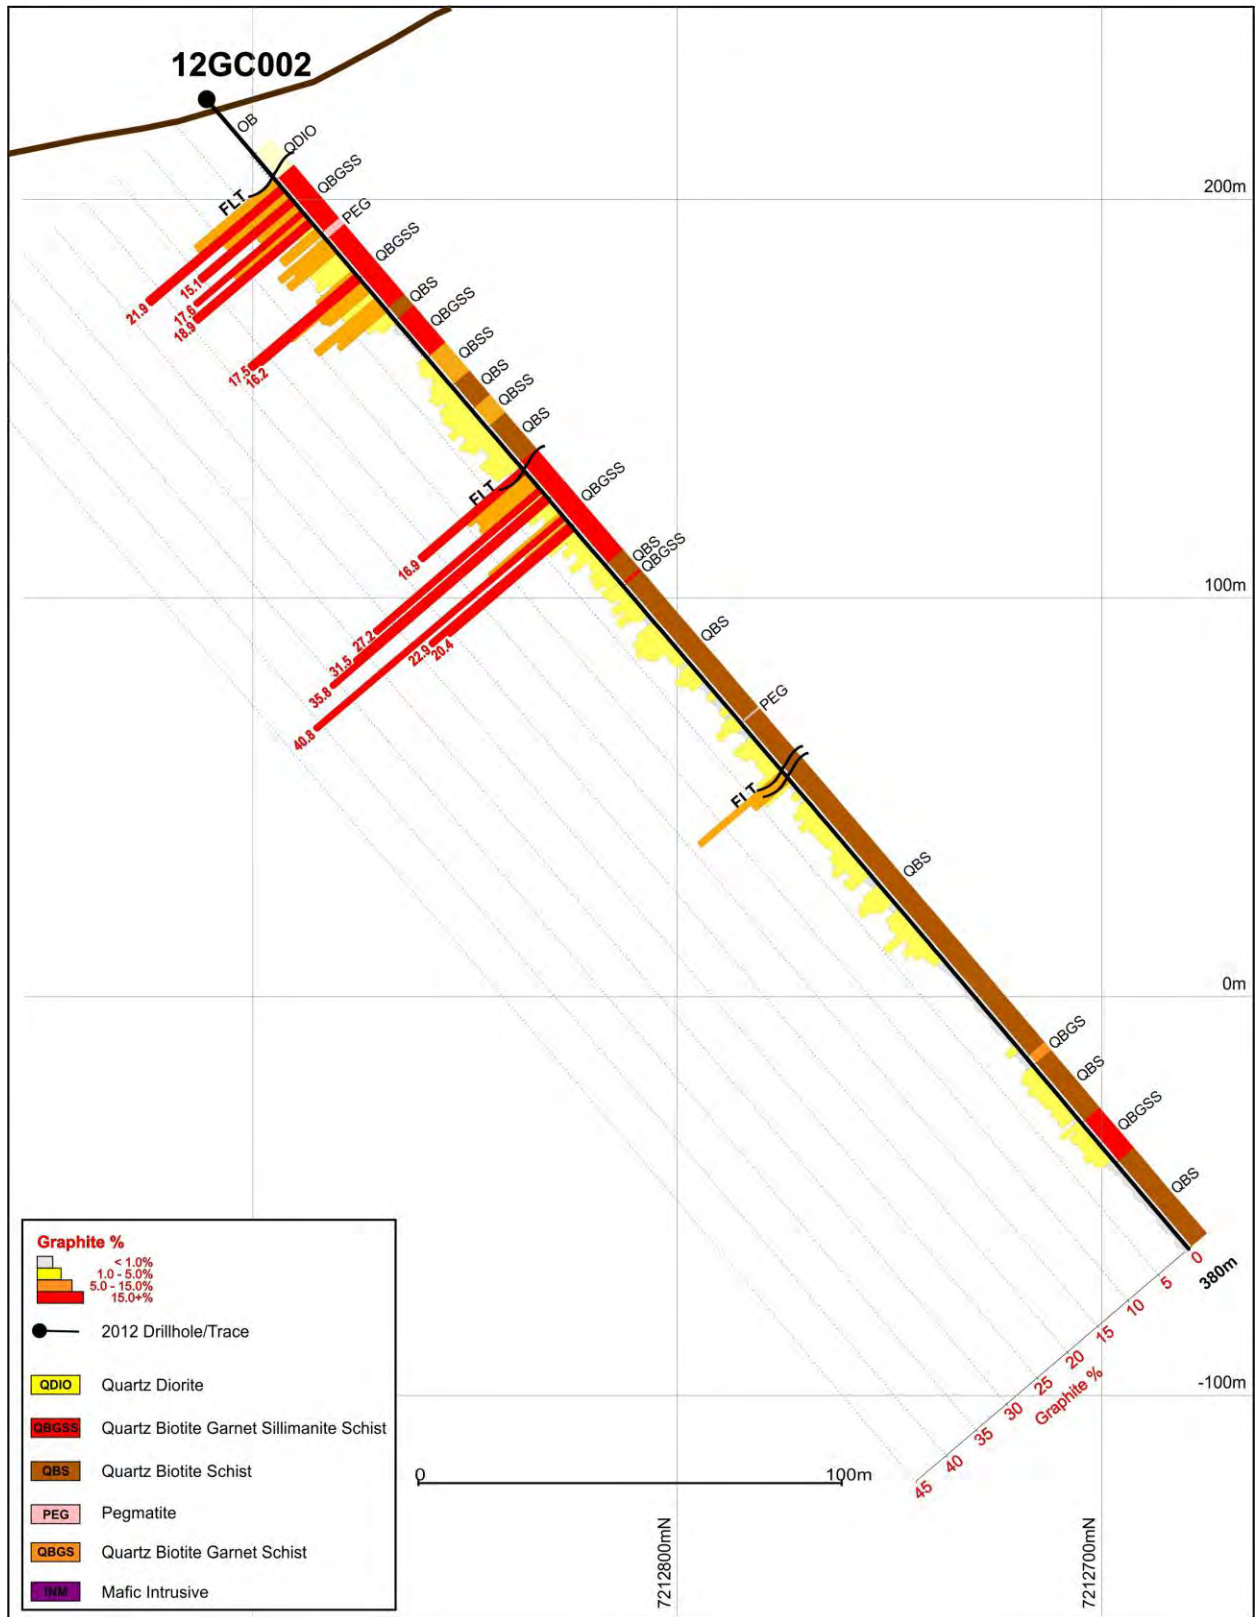 12GC002
OB
QDIO
FLT
QBGSS
PEG
200m
QBGSS
21.9
15.1
17.6
18.9
QBS
QBGSS
17.5
16.2
QBSS
QBS
QBSS
QBS
FLT
QBGSS
16.9
QBS
QBGSS
100m
27.2
31.5
35.8
40.8
22.9
20.4
QBS
PEG
FLT
QBS
0m
QBGS
QBS
QBGSS
QBS
0
380m
5
10
15
20
25
30
35
40
45
Graphite %
-100m
Graphite %
< 1.0%
1.0 - 5.0%
5.0 - 15.0%
15.0+%
2012 Drillhole/Trace
QDIO Quartz Diorite
QBGSS Quartz Biotite Garnet Sillimanite Schist
QBS Quartz Biotite Schist
PEG Pegmatite
QBGS Quartz Biotite Garnet Schist
INM Mafic Intrusive
0 100m
7212800mN
7212700mN